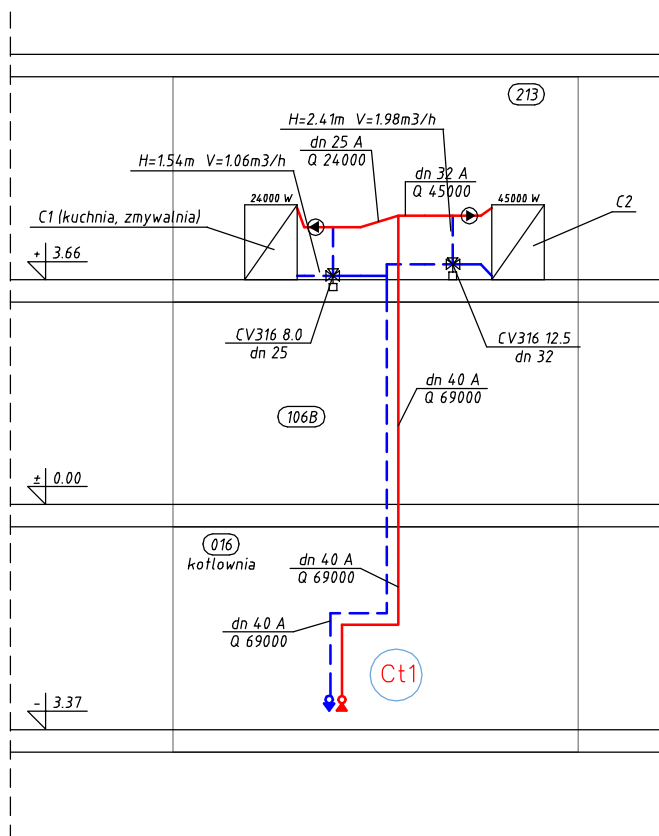 213
H=2.41m V=1.98m3/h
dn 25 A
Q 24000
H=1.54m V=1.06m3/h
dn 32 A
Q 45000
24000 W
45000 W
C1 (kuchnia, zmywalnia)
C2
+ 3.66
CV316 8.0
dn 25
CV316 12.5
dn 32
dn 40 A
Q 69000
106B
± 0.00
016
kotłownia
dn 40 A
Q 69000
dn 40 A
Q 69000
Ct1
- 3.37